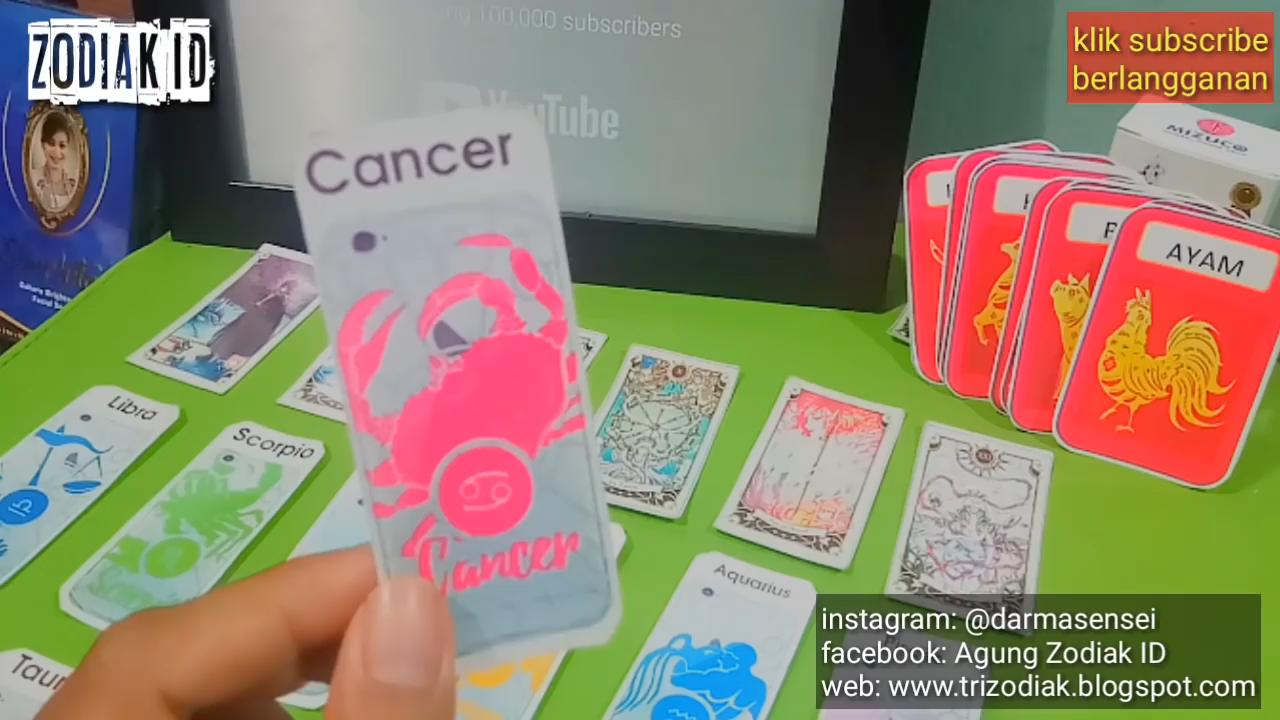 ZODIAK ID
klik subscribe
berlangganan
100,000 subscribers
YouTube
Cancer
MIZUCO
AYAM
Libra
Scorpio
Cancer
Aquarius
instagram: @darmasensei
facebook: Agung Zodiak ID
web: www.trizodiak.blogspot.com